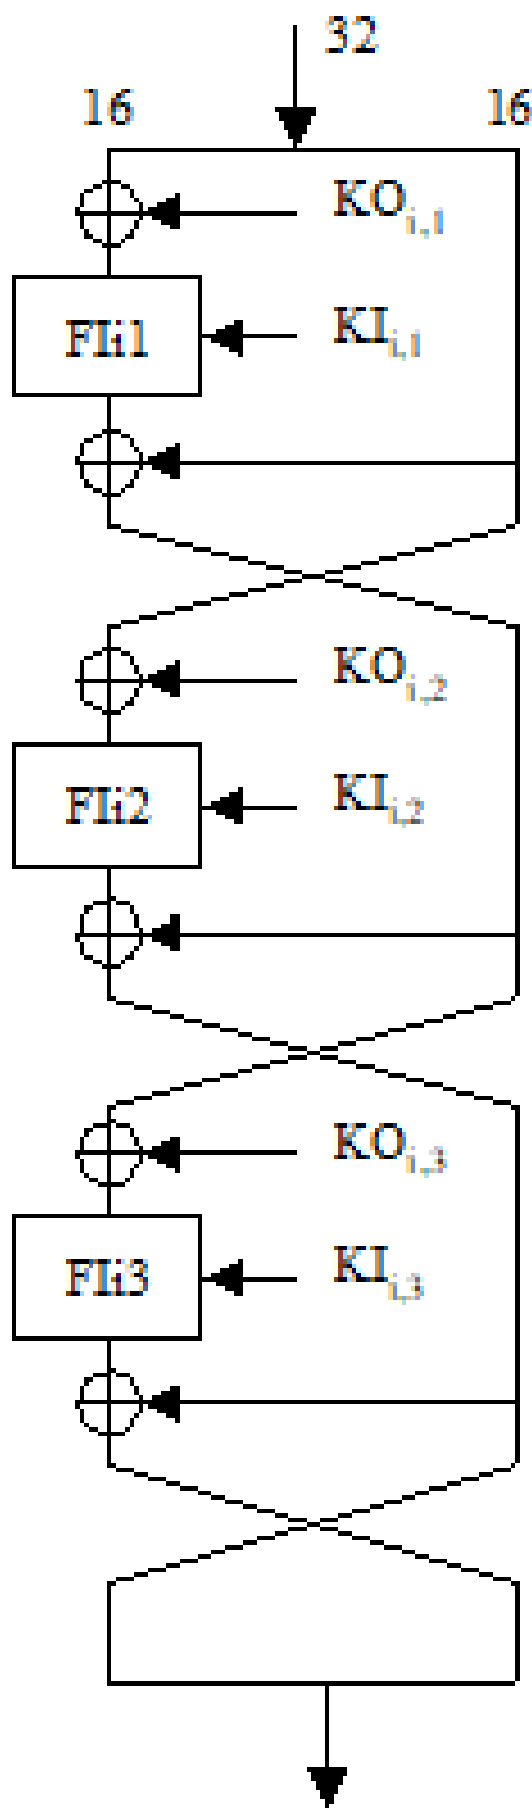 32
16 16
KOi,1
FIi1 KIi,1
KOi,2
FIi2 KIi,2
KOi,3
FIi3 KIi,3